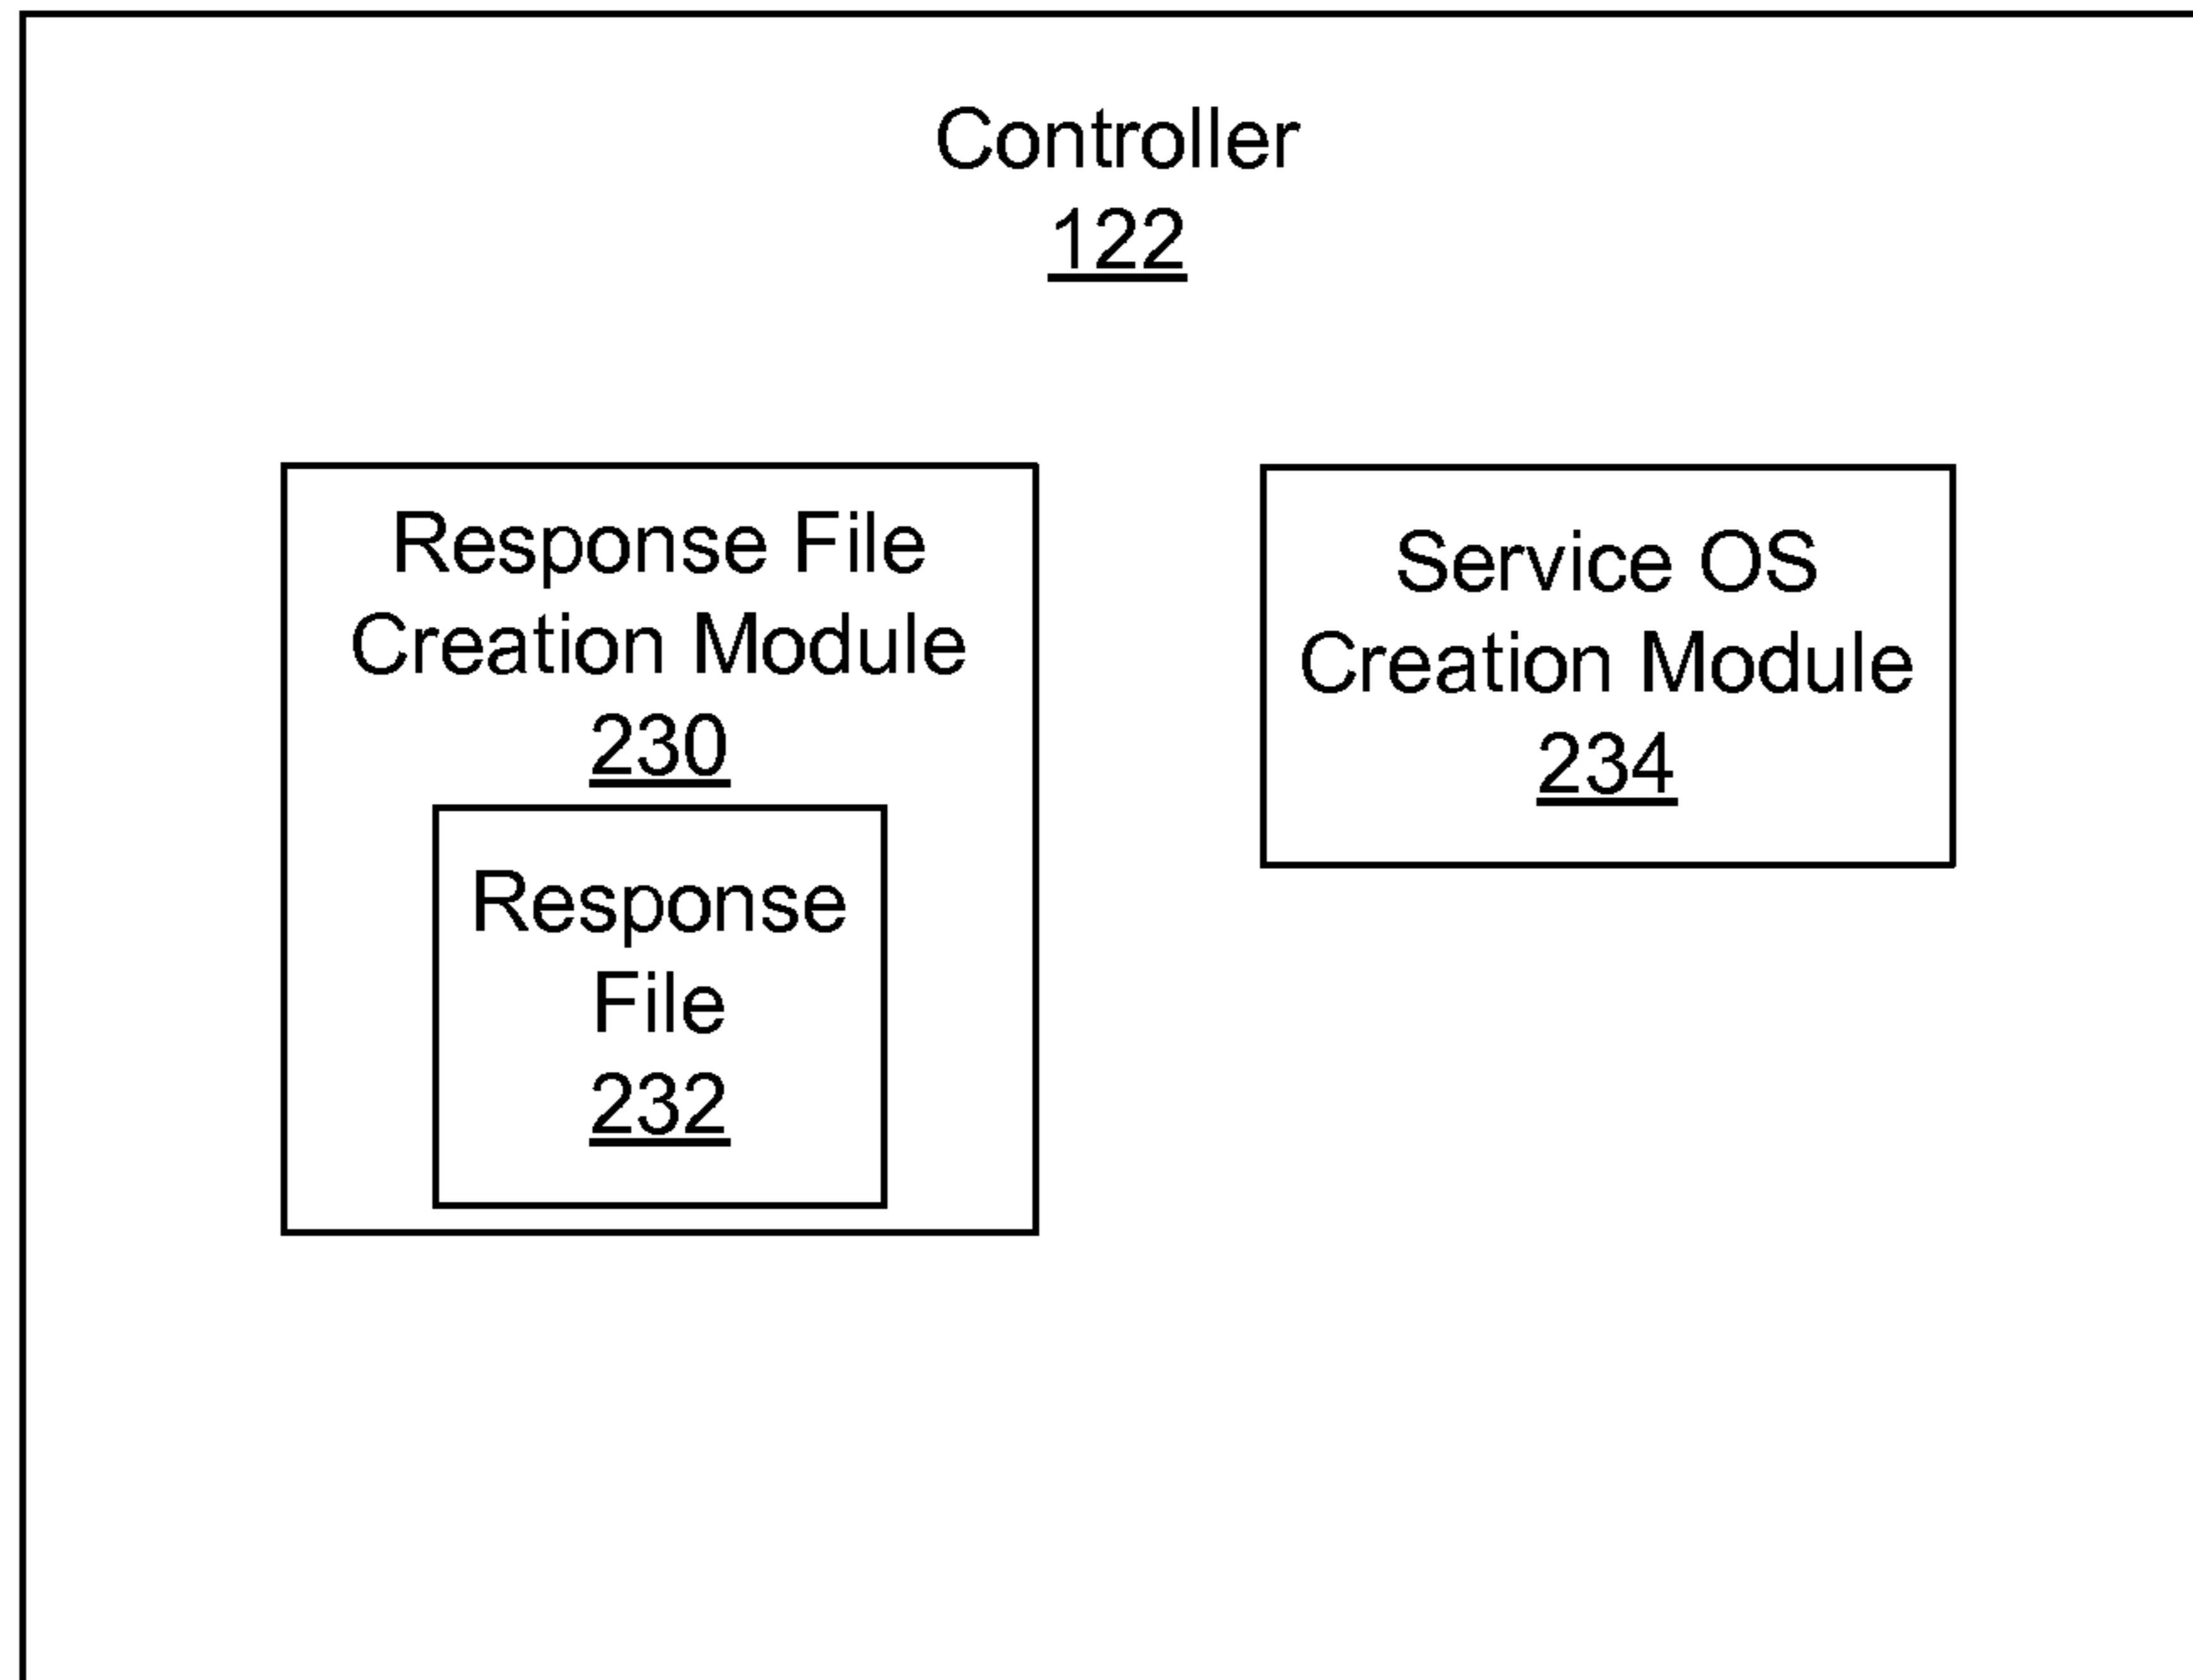 Controller
122
Response File
Creation Module
230
Response
File
232
Service OS
Creation Module
234